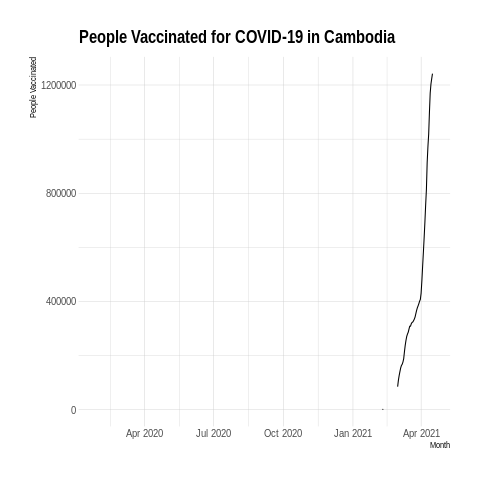 People Vaccinated for COVID-19 in Cambodia
People Vaccinated
1200000
800000
400000
0
Apr 2020 Jul 2020 Oct 2020 Jan 2021 Apr 2021
Month